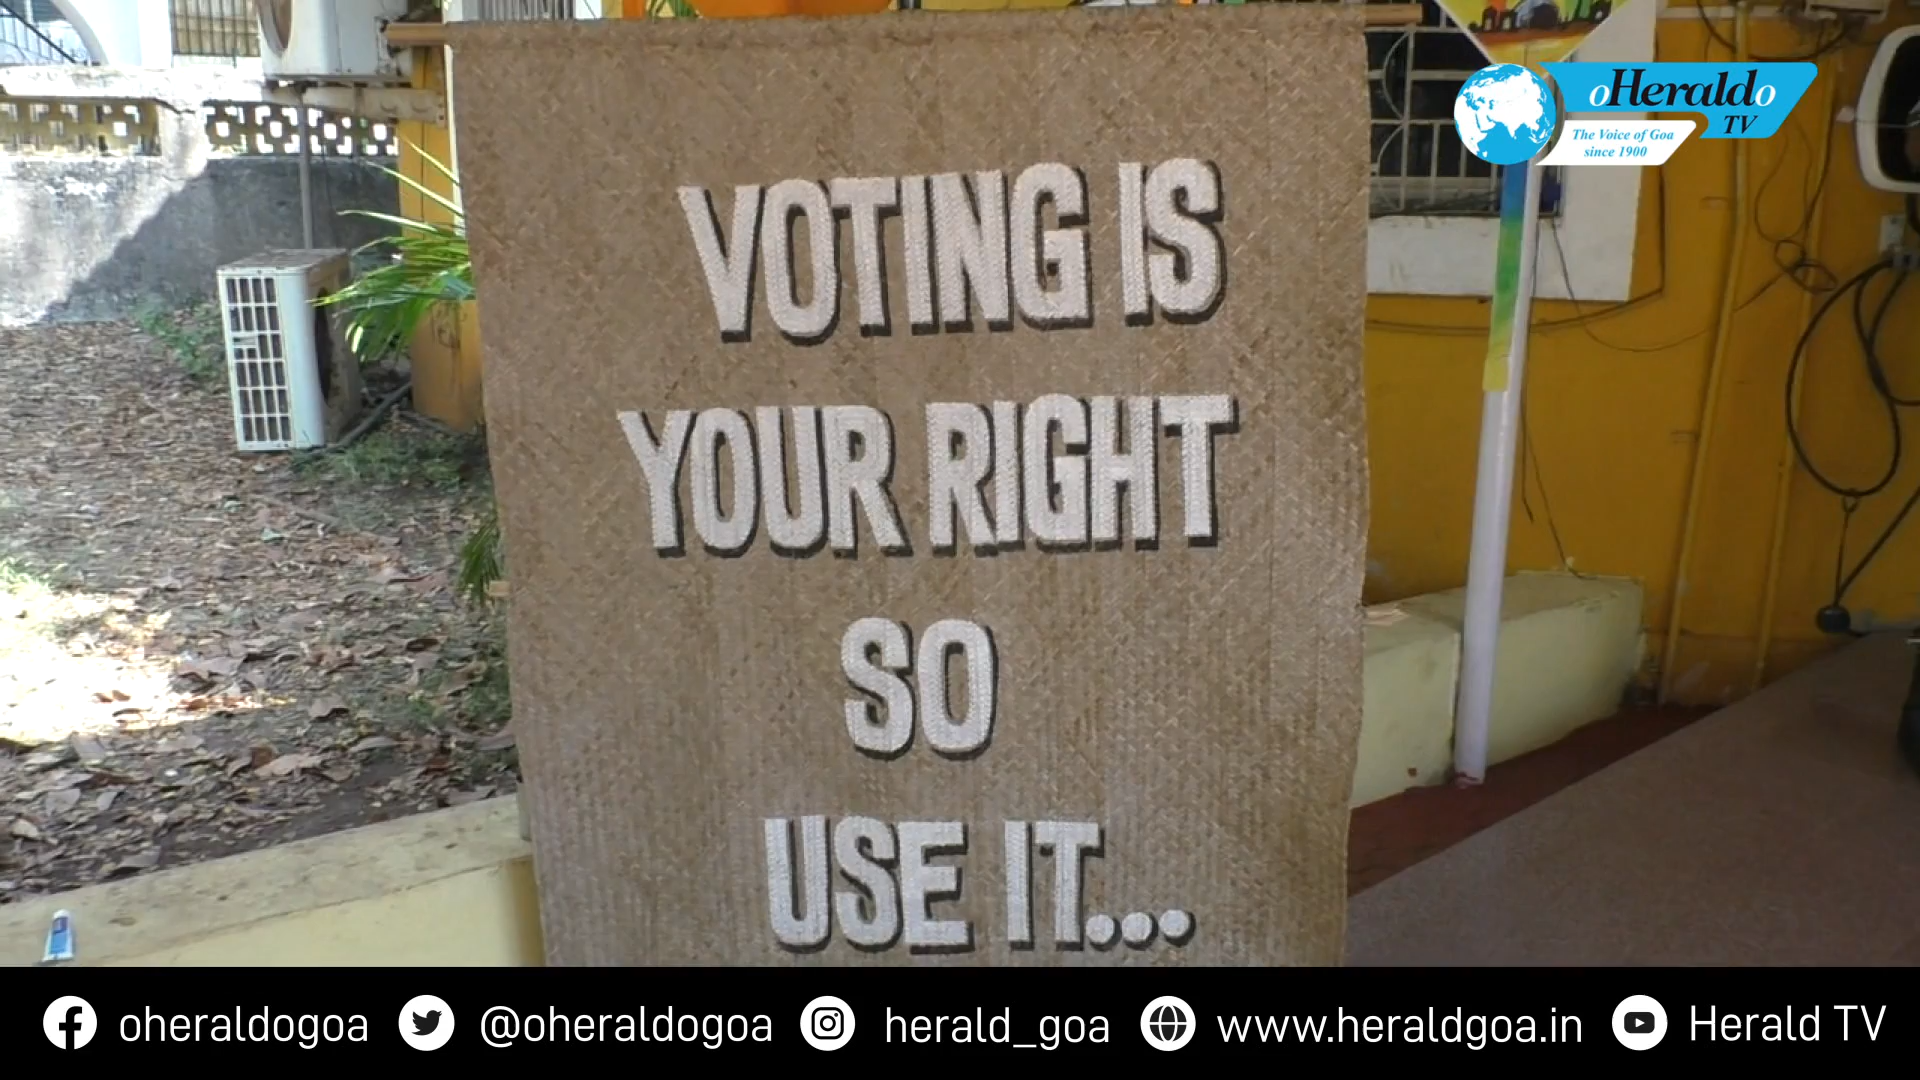 oHeraldo
TV
The Voice of Goa
since 1900
VOTING IS
YOUR RIGHT
SO
USE IT...
oheraldogoa @oheraldogoa herald_goa www.heraldgoa.in Herald TV